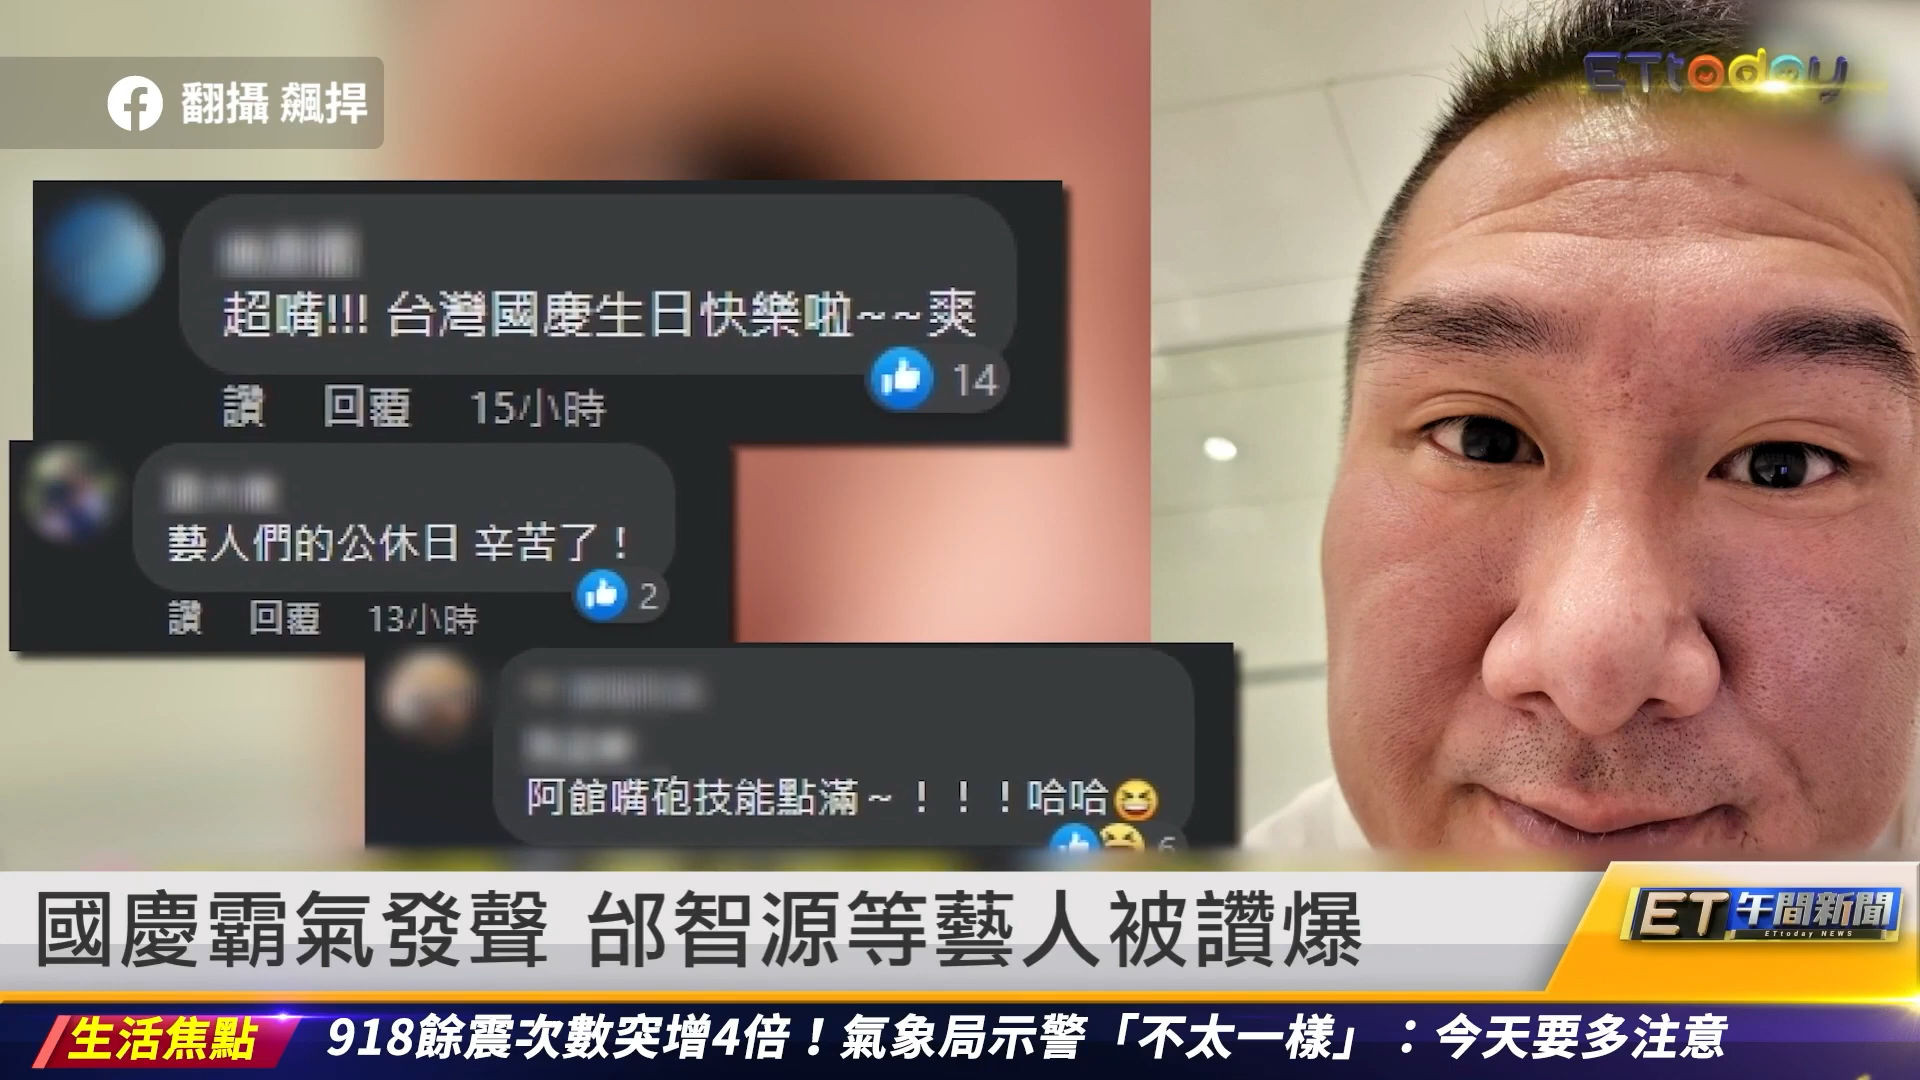 翻攝 飆捍
ETtoday
超嘴!!! 台灣國慶生日快樂啦~~爽
14
讚 回覆 15小時
藝人們的公休日 辛苦了！
2
讚 回覆 13小時
阿館嘴砲技能點滿~！！！哈哈😆
6
國慶霸氣發聲 邰智源等藝人被讚爆
ET午間新聞
ETtoday NEWS
生活焦點
918餘震次數突增4倍！氣象局示警「不太一樣」：今天要多注意